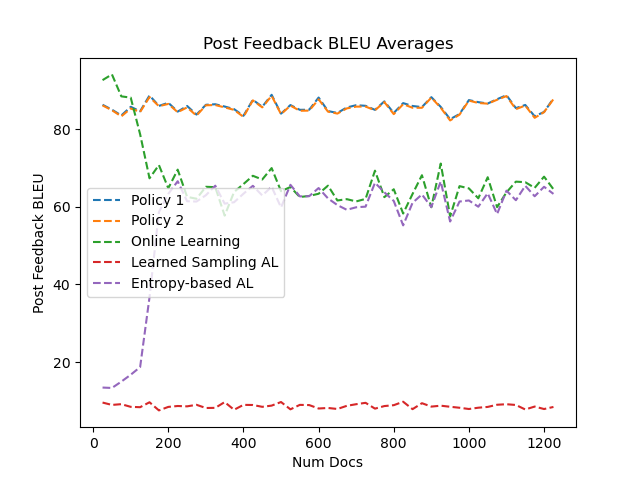 Post Feedback BLEU Averages
Post Feedback BLEU
80
60
40
20
Policy 1
Policy 2
Online Learning
Learned Sampling AL
Entropy-based AL
0 200 400 600 800 1000 1200
Num Docs